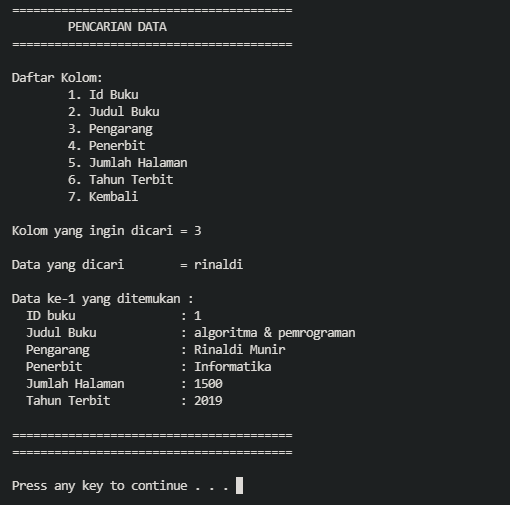 ========================================
PENCARIAN DATA
========================================
Daftar Kolom:
1. Id Buku
2. Judul Buku
3. Pengarang
4. Penerbit
5. Jumlah Halaman
6. Tahun Terbit
7. Kembali
Kolom yang ingin dicari = 3
Data yang dicari = rinaldi
Data ke-1 yang ditemukan :
ID buku : 1
Judul Buku : algoritma & pemrograman
Pengarang : Rinaldi Munir
Penerbit : Informatika
Jumlah Halaman : 1500
Tahun Terbit : 2019
========================================
========================================
Press any key to continue . . .